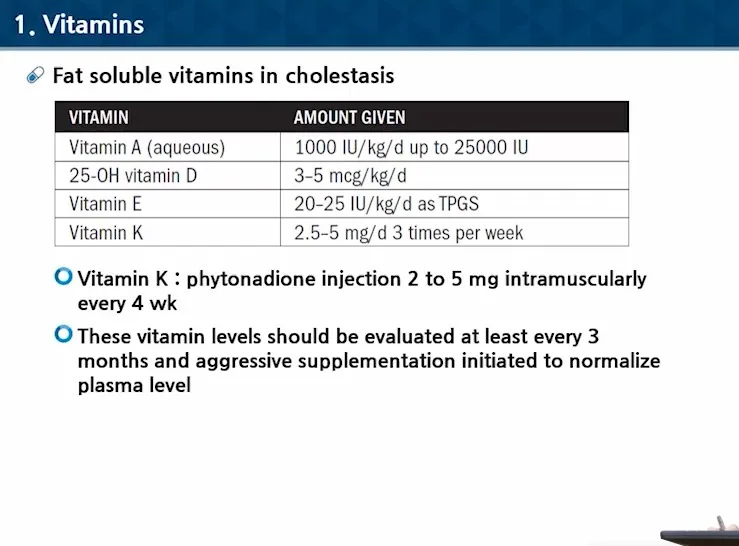 1. Vitamins
Fat soluble vitamins in cholestasis
VITAMIN AMOUNT GIVEN
Vitamin A (aqueous) 1000 IU/kg/d up to 25000 IU
25-OH vitamin D 3–5 mcg/kg/d
Vitamin E 20–25 IU/kg/d as TPGS
Vitamin K 2.5–5 mg/d 3 times per week
Vitamin K : phytonadione injection 2 to 5 mg intramuscularly
every 4 wk
These vitamin levels should be evaluated at least every 3
months and aggressive supplementation initiated to normalize
plasma level